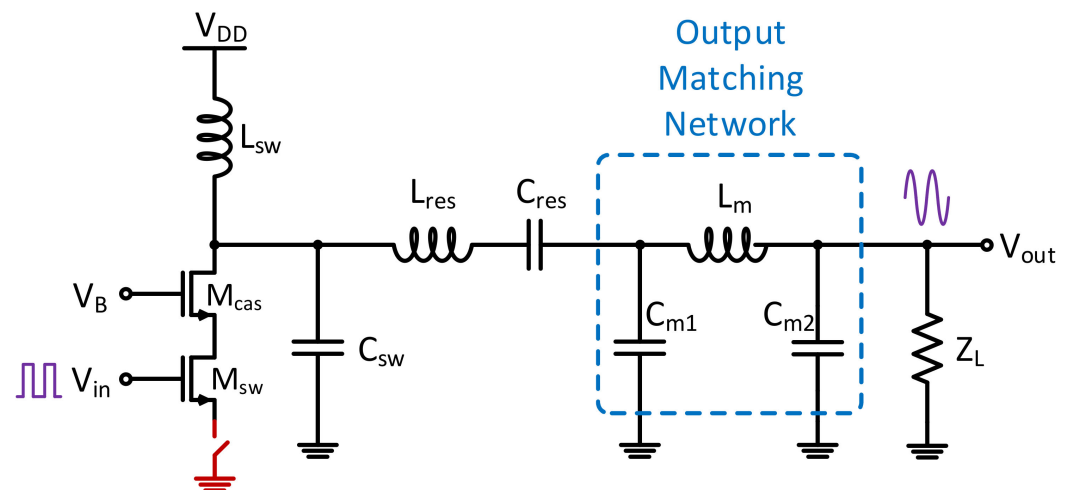 V_DD
Output
Matching
Network
L_sw
L_res
C_res
L_m
V_out
V_B
M_cas
C_m1
C_m2
C_sw
Z_L
V_in
M_sw